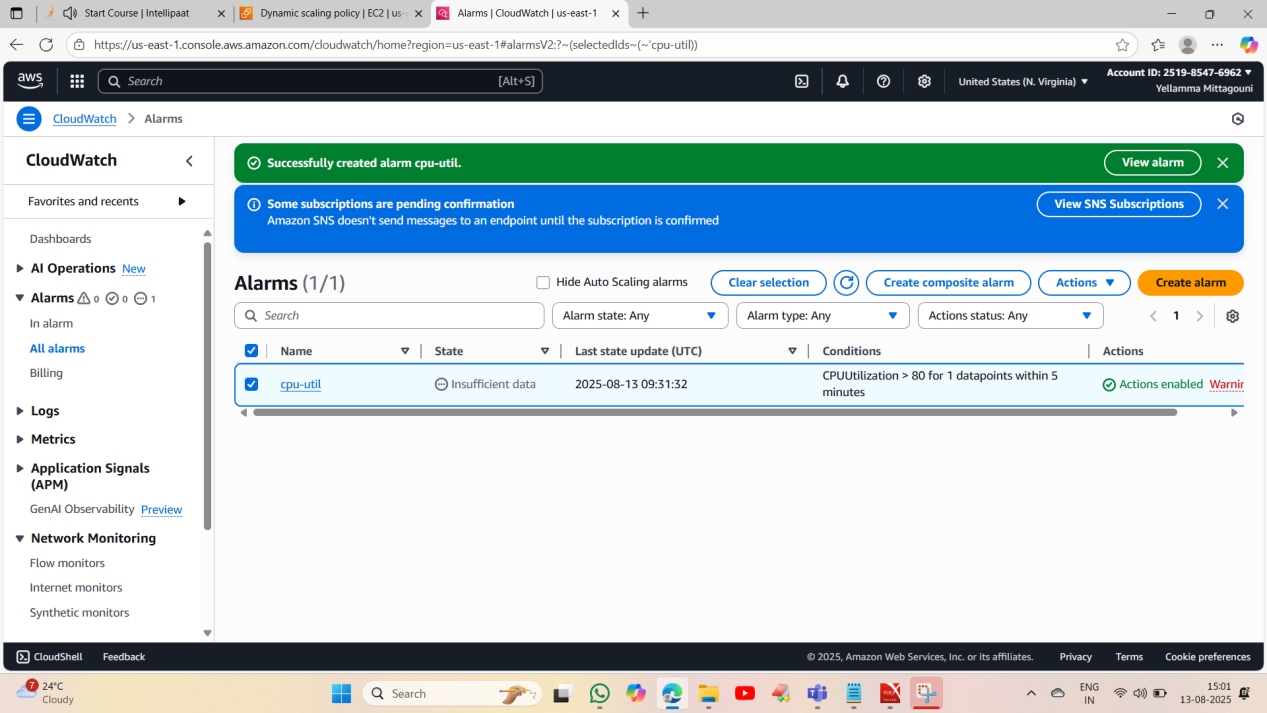 Start Course | Intellipaat
Dynamic scaling policy | EC2 | us-
Alarms | CloudWatch | us-east-1
https://us-east-1.console.aws.amazon.com/cloudwatch/home?region=us-east-1#alarmsV2:?~(selectedIds~(~'cpu-util))
aws
Search
[Alt+S]
United States (N. Virginia)
Account ID: 2519-8547-6962
Yellamma Mittagouni
CloudWatch
Alarms
CloudWatch
Favorites and recents
Dashboards
AI Operations New
Alarms 0 0 1
In alarm
All alarms
Billing
Logs
Metrics
Application Signals
(APM)
GenAI Observability Preview
Network Monitoring
Flow monitors
Internet monitors
Synthetic monitors
Successfully created alarm cpu-util.
View alarm
Some subscriptions are pending confirmation
Amazon SNS doesn't send messages to an endpoint until the subscription is confirmed
View SNS Subscriptions
Alarms (1/1)
Hide Auto Scaling alarms
Clear selection
Create composite alarm
Actions
Create alarm
Search
Alarm state: Any
Alarm type: Any
Actions status: Any
1
Name
State
Last state update (UTC)
Conditions
Actions
cpu-util
Insufficient data
2025-08-13 09:31:32
CPUUtilization > 80 for 1 datapoints within 5
minutes
Actions enabled
Warnin
CloudShell
Feedback
© 2025, Amazon Web Services, Inc. or its affiliates.
Privacy
Terms
Cookie preferences
7
24°C
Cloudy
Search
PDF
ENG
IN
15:01
13-08-2025